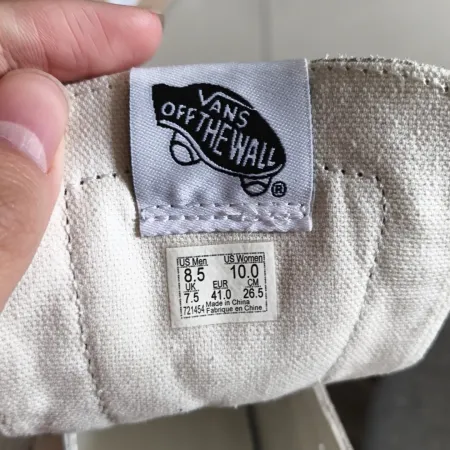 VANS
OFF THE WALL
®
US Men US Women
8.5 10.0
UK EUR CM
7.5 41.0 26.5
Made in China
721454 Fabrique en Chine